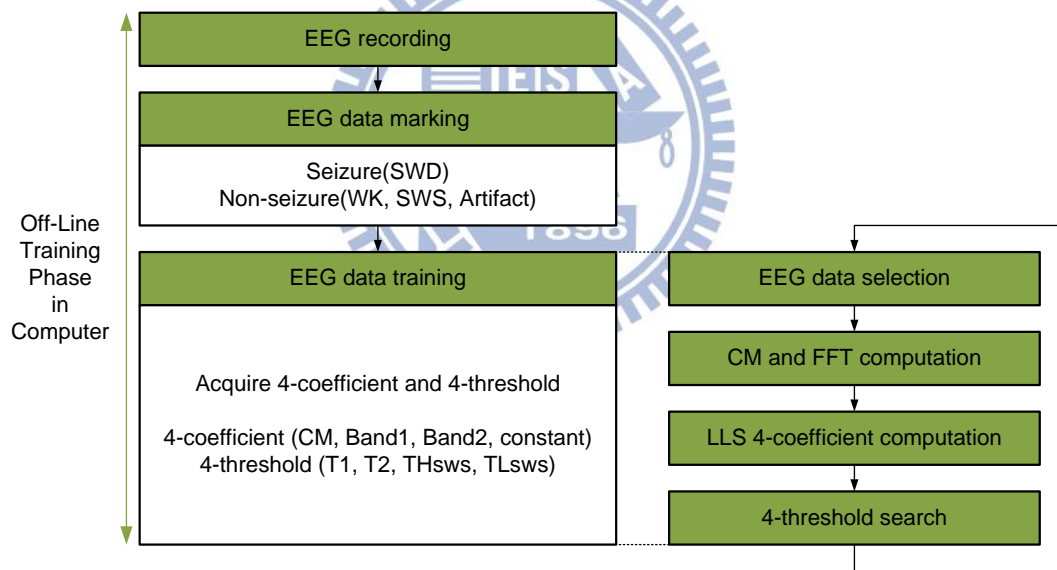 EEG recording
EEG data marking
Seizure(SWD)
Non-seizure(WK, SWS, Artifact)
Off-Line
Training
Phase
in
Computer
EEG data training
Acquire 4-coefficient and 4-threshold
4-coefficient (CM, Band1, Band2, constant)
4-threshold (T1, T2, THsws, TLsws)
EEG data selection
CM and FFT computation
LLS 4-coefficient computation
4-threshold search
ES
A
1896